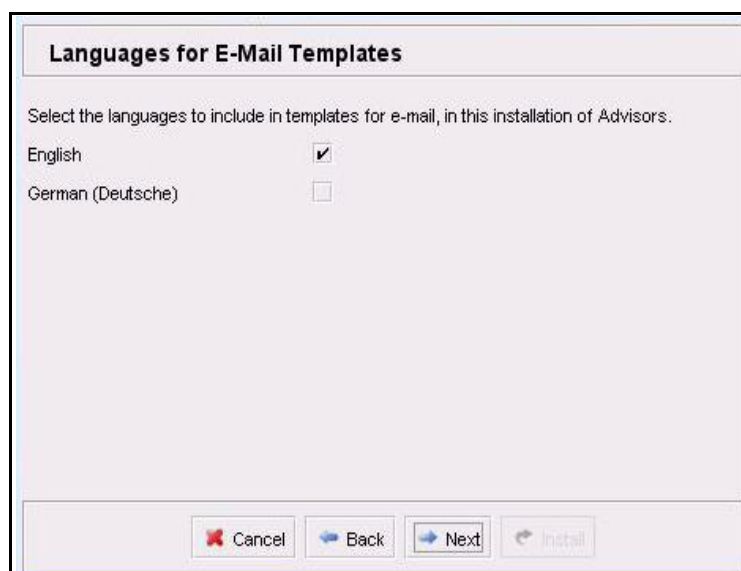 Languages for E-Mail Templates
Select the languages to include in templates for e-mail, in this installation of Advisors.
English
German (Deutsche)
Cancel Back Next Install